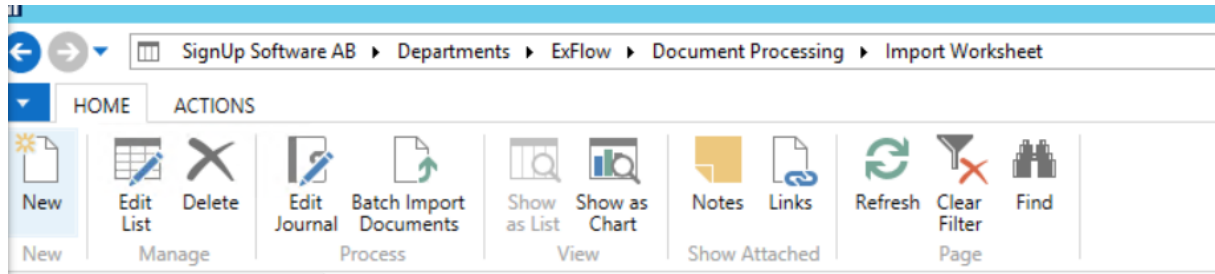 SignUp Software AB ▸ Departments ▸ ExFlow ▸ Document Processing ▸ Import Worksheet
HOME ACTIONS
New Edit List Delete Edit Journal Batch Import Documents Show as List Show as Chart Notes Links Refresh Clear Filter Find
New Manage Process View Show Attached Page